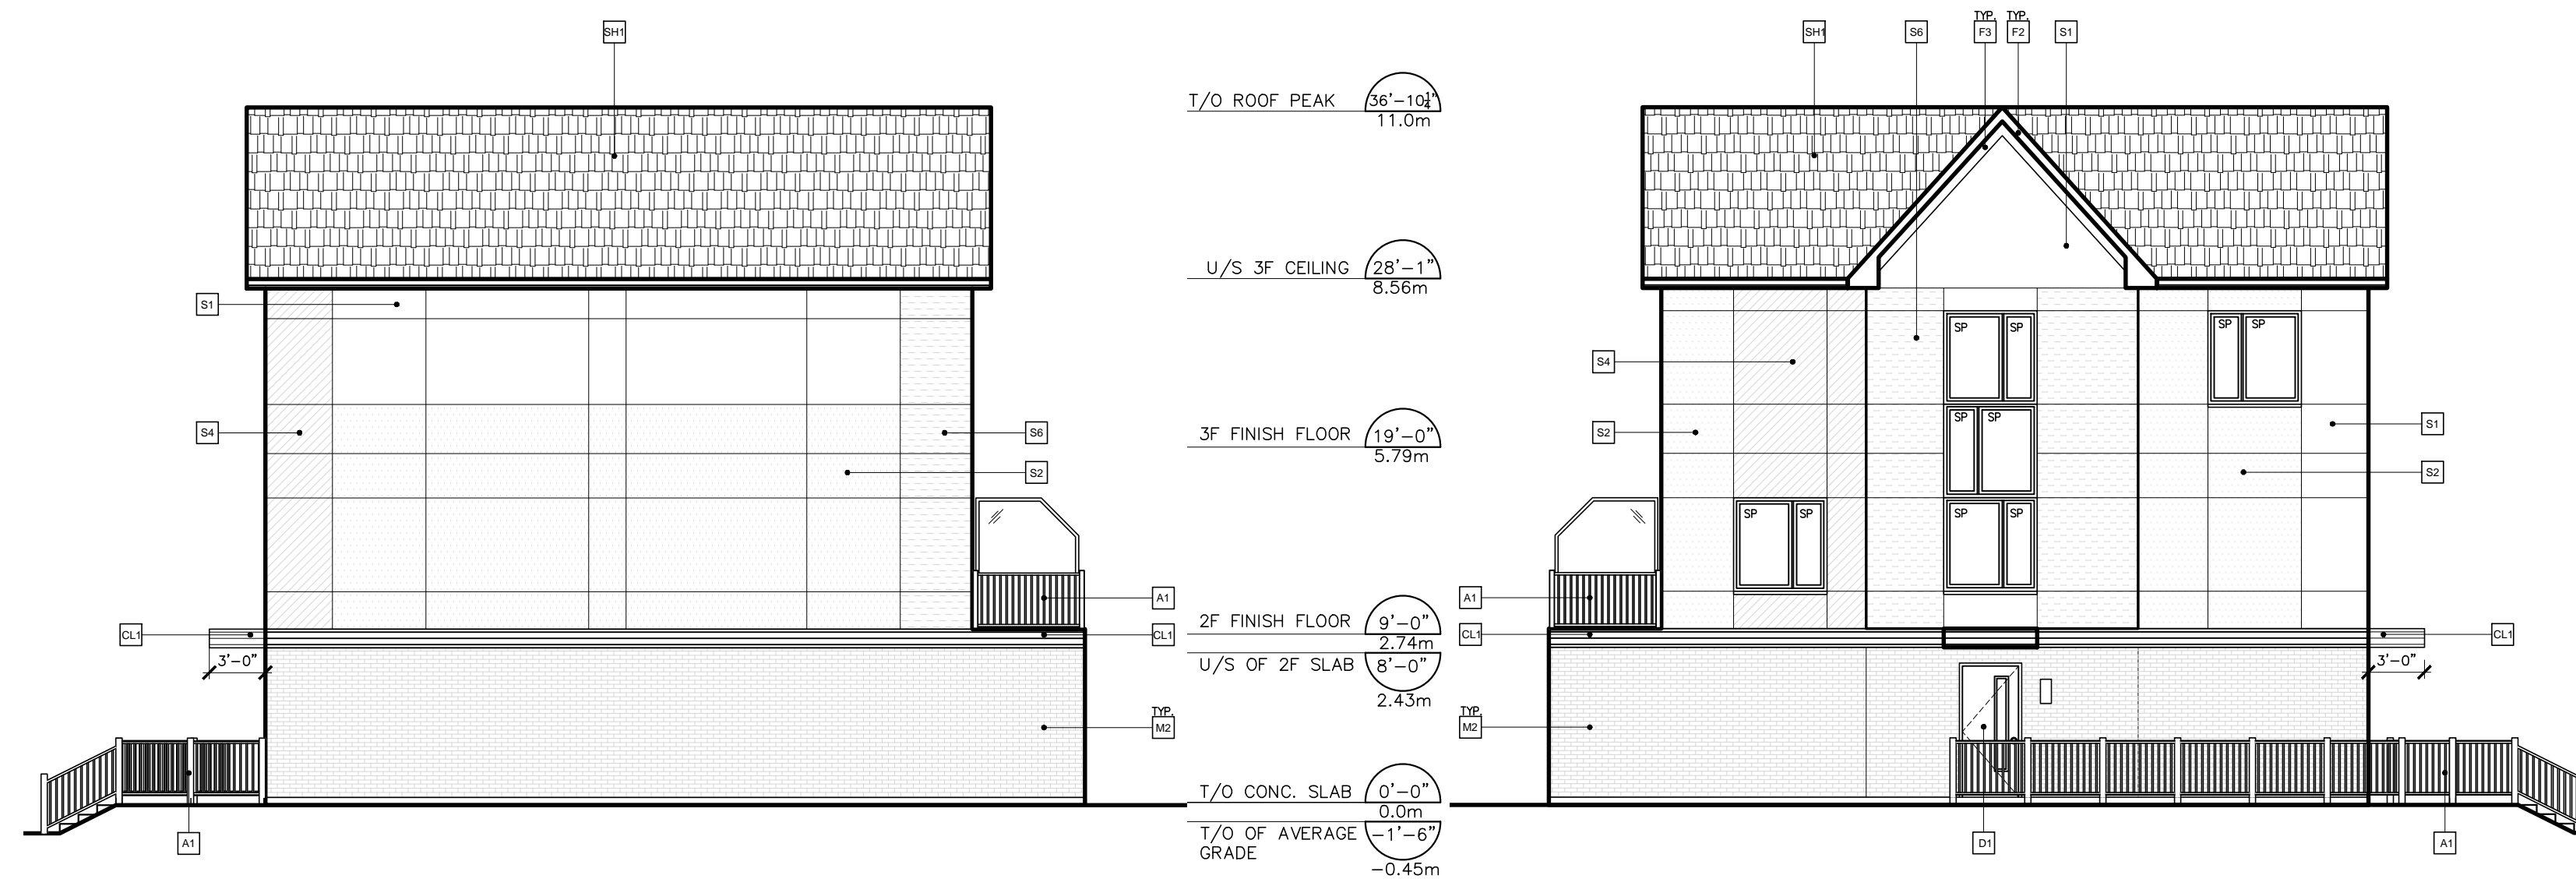 SH1
S1
S4
S6
S2
CL1
3'-0"
A1
CL1
TYP.
M2
A1
T/O ROOF PEAK 36'-10¼"
11.0m
U/S 3F CEILING 28'-1"
8.56m
3F FINISH FLOOR 19'-0"
5.79m
2F FINISH FLOOR 9'-0"
2.74m
U/S OF 2F SLAB 8'-0"
2.43m
T/O CONC. SLAB 0'-0"
0.0m
T/O OF AVERAGE -1'-6"
GRADE
-0.45m
TYP. TYP.
SH1 S6 F3 F2 S1
SP SP SP SP
S4
SP SP
S2
S1
S2
SP SP SP SP
A1
CL1
CL1
3'-0"
TYP.
M2
D1
A1